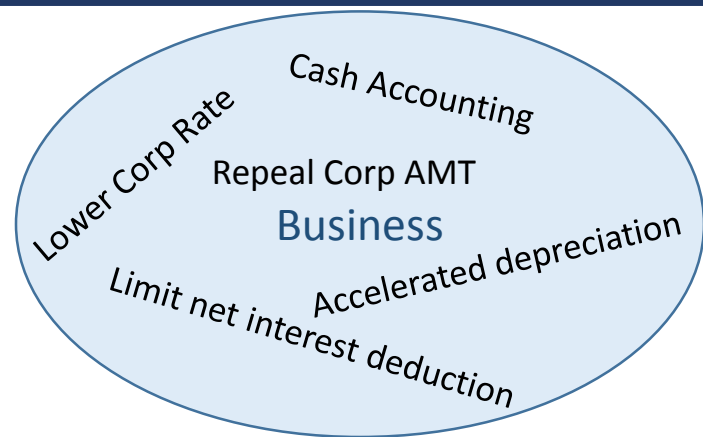 Cash Accounting
Lower Corp Rate
Repeal Corp AMT
Business
Accelerated depreciation
Limit net interest deduction